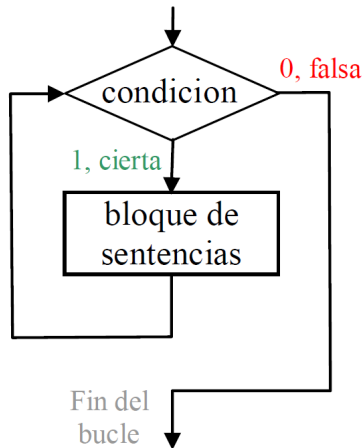 condicion
0, falsa
1, cierta
bloque de
sentencias
Fin del
bucle